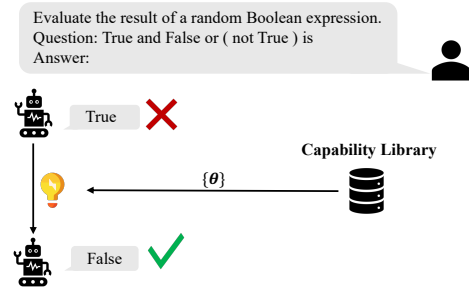 Evaluate the result of a random Boolean expression.
Question: True and False or ( not True ) is
Answer:
True
Capability Library
{θ}
False